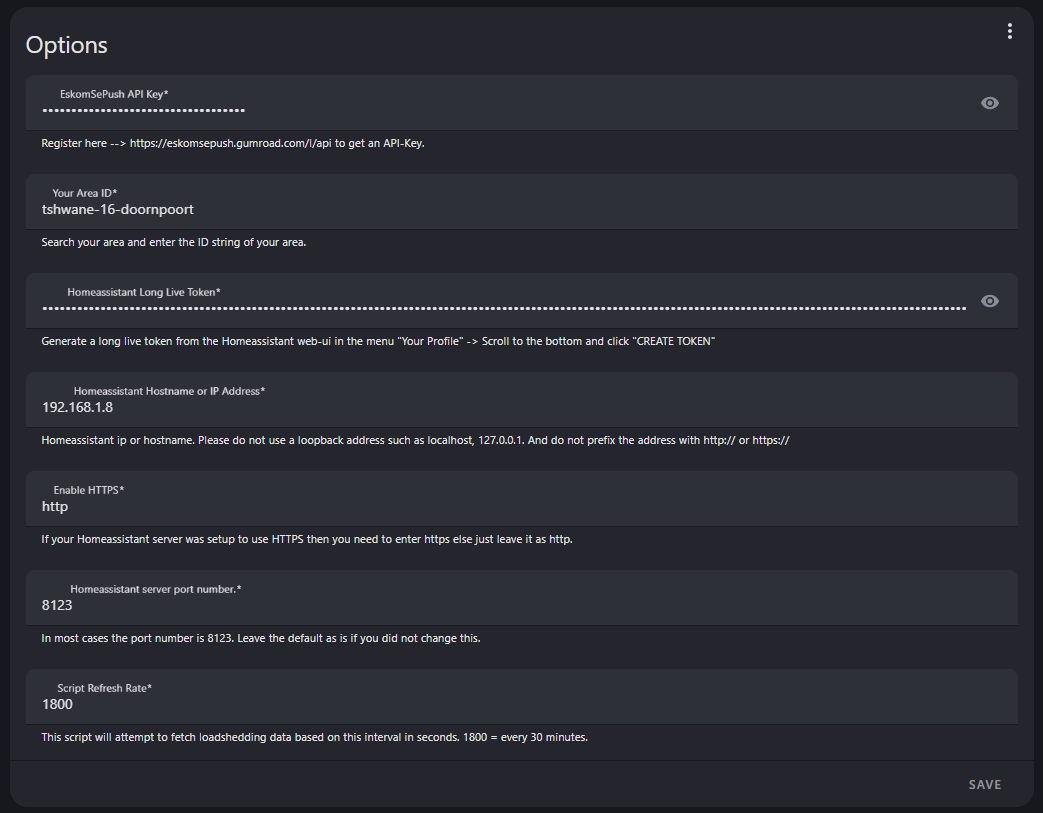 Options
EskomSePush API Key*
Register here --> https://eskomsepush.gumroad.com/l/api to get an API-Key.
Your Area ID*
tshwane-16-doornpoort
Search your area and enter the ID string of your area.
Homeassistant Long Live Token*
Generate a long live token from the Homeassistant web-ui in the menu "Your Profile" -> Scroll to the bottom and click "CREATE TOKEN"
Homeassistant Hostname or IP Address*
192.168.1.8
Homeassistant ip or hostname. Please do not use a loopback address such as localhost, 127.0.0.1. And do not prefix the address with http:// or https://
Enable HTTPS*
http
If your Homeassistant server was setup to use HTTPS then you need to enter https else just leave it as http.
Homeassistant server port number.*
8123
In most cases the port number is 8123. Leave the default as is if you did not change this.
Script Refresh Rate*
1800
This script will attempt to fetch loadshedding data based on this interval in seconds. 1800 = every 30 minutes.
SAVE